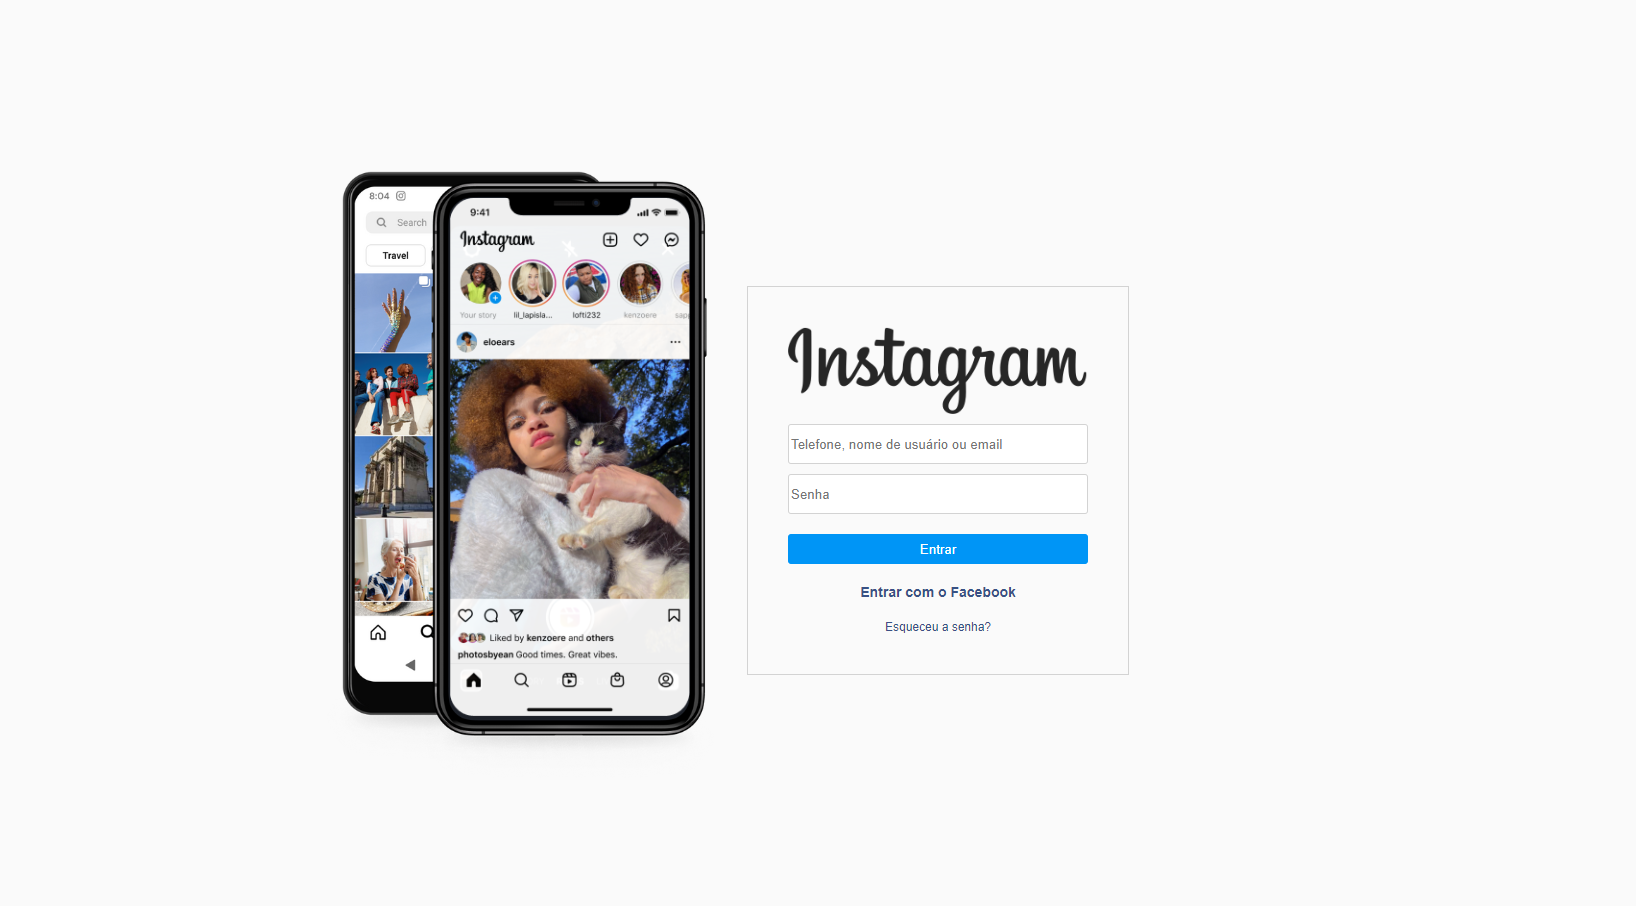 8:04
Search
Travel
9:41
Instagram
Your story
lil_lapisla...
lofti232
kenzoere
sapp
eloears
Liked by kenzoere and others
photosbyean Good times. Great vibes.
Instagram
Telefone, nome de usuário ou email
Senha
Entrar
Entrar com o Facebook
Esqueceu a senha?